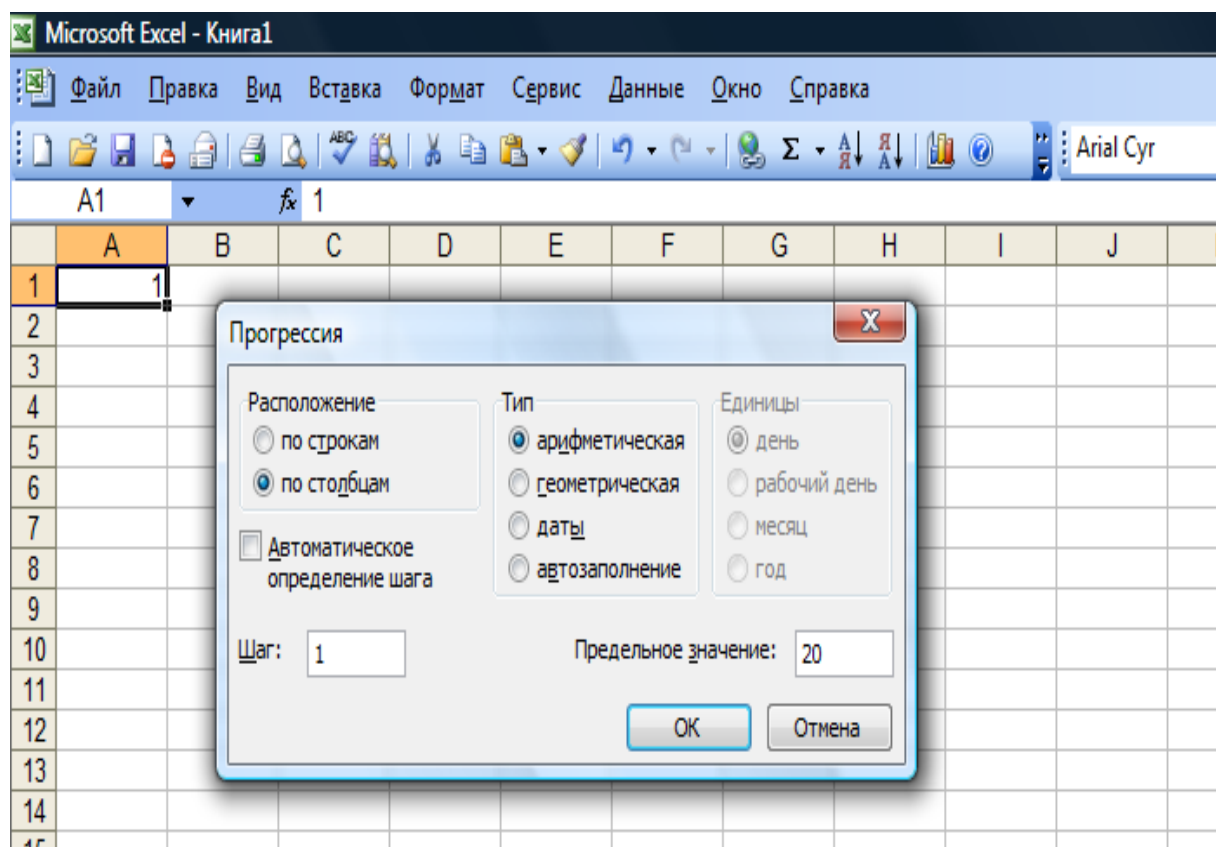 Microsoft Excel - Книга1
Файл Правка Вид Вставка Формат Сервис Данные Окно Справка
ABC Σ А Я Я А ? Arial Cyr
A1 fx 1
A B C D E F G H I J
1 1
2
3
4
5
6
7
8
9
10
11
12
13
14
15
Прогрессия X
Расположение Тип Единицы
по строкам арифметическая день
по столбцам геометрическая рабочий день
даты месяц
Автоматическое
определение шага автозаполнение год
Шаг: 1 Предельное значение: 20
ОК Отмена